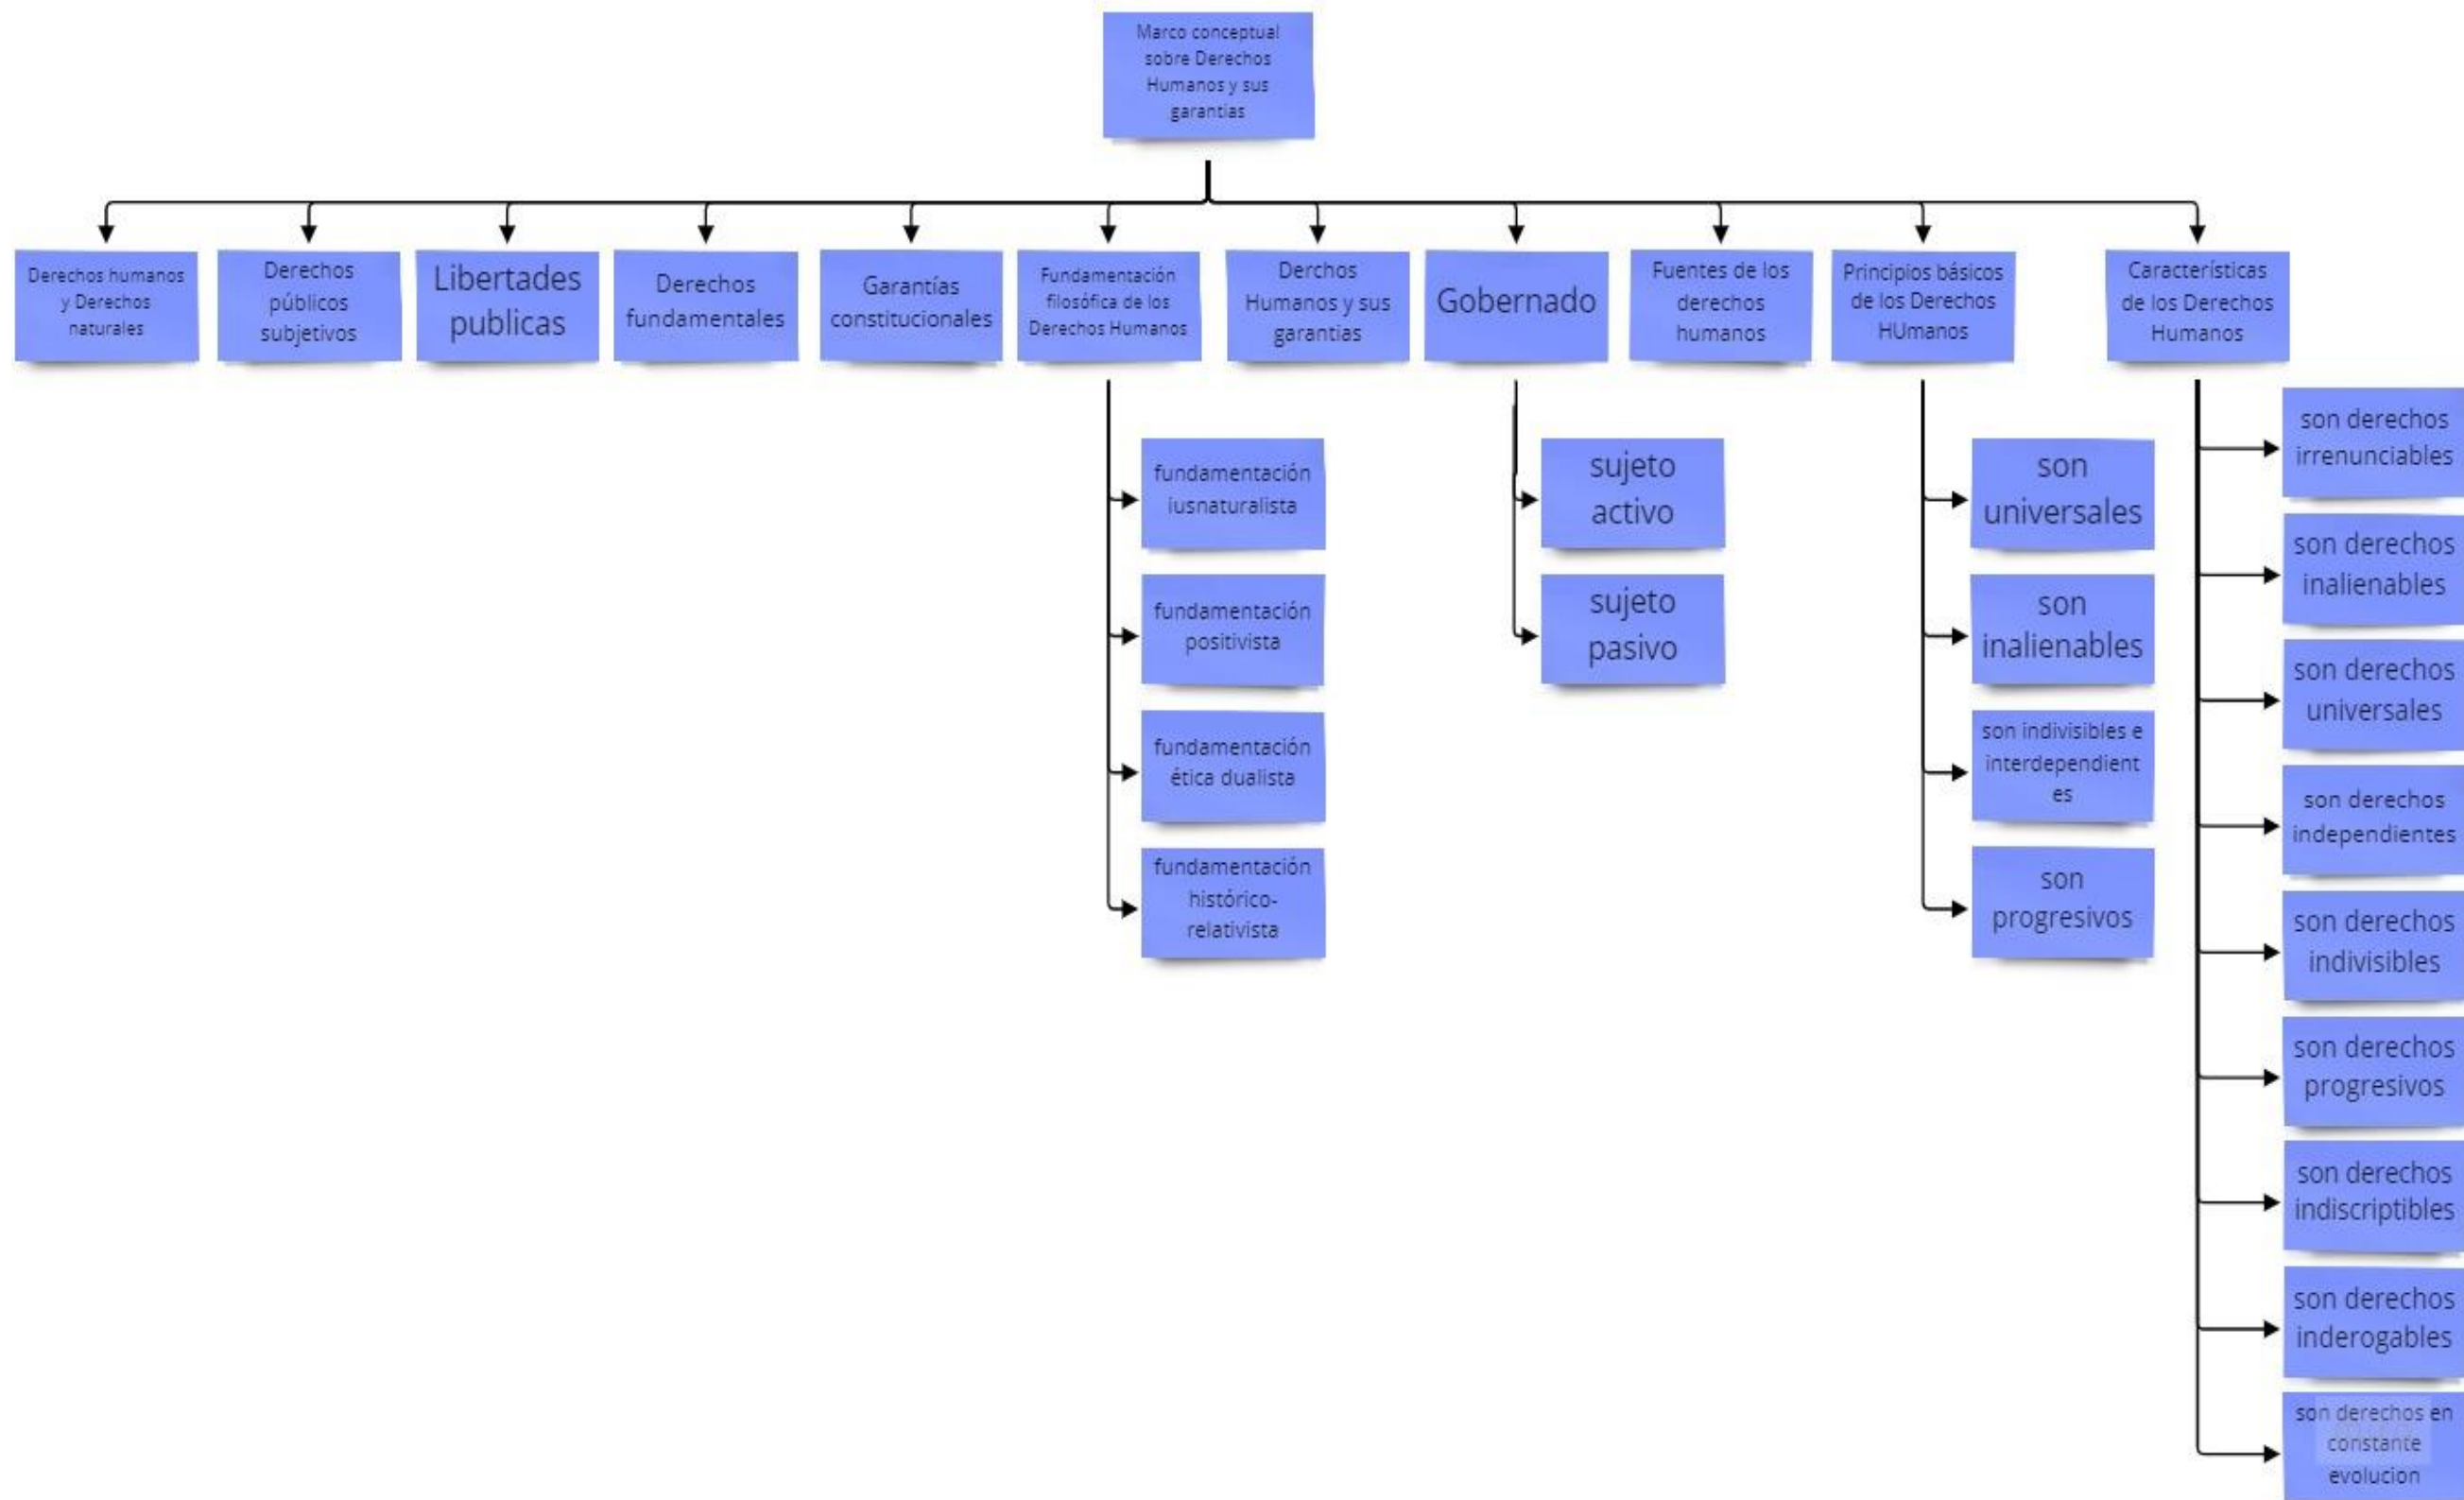 Marco conceptual
sobre Derechos
Humanos y sus
garantias
Derechos humanos
y Derechos
naturales
Derechos
públicos
subjetivos
Libertades
publicas
Derechos
fundamentales
Garantías
constitucionales
Fundamentación
filosófica de los
Derechos Humanos
Derchos
Humanos y sus
garantias
Gobernado
Fuentes de los
derechos
humanos
Principios básicos
de los Derechos
HUmanos
Características
de los Derechos
Humanos
fundamentación
iusnaturalista
fundamentación
positivista
fundamentación
ética dualista
fundamentación
histórico-
relativista
sujeto
activo
sujeto
pasivo
son
universales
son
inalienables
son indivisibles e
interdependient
es
son
progresivos
son derechos
irrenunciables
son derechos
inalienables
son derechos
universales
son derechos
independientes
son derechos
indivisibles
son derechos
progresivos
son derechos
indiscriptibles
son derechos
inderogables
son derechos en
constante
evolucion